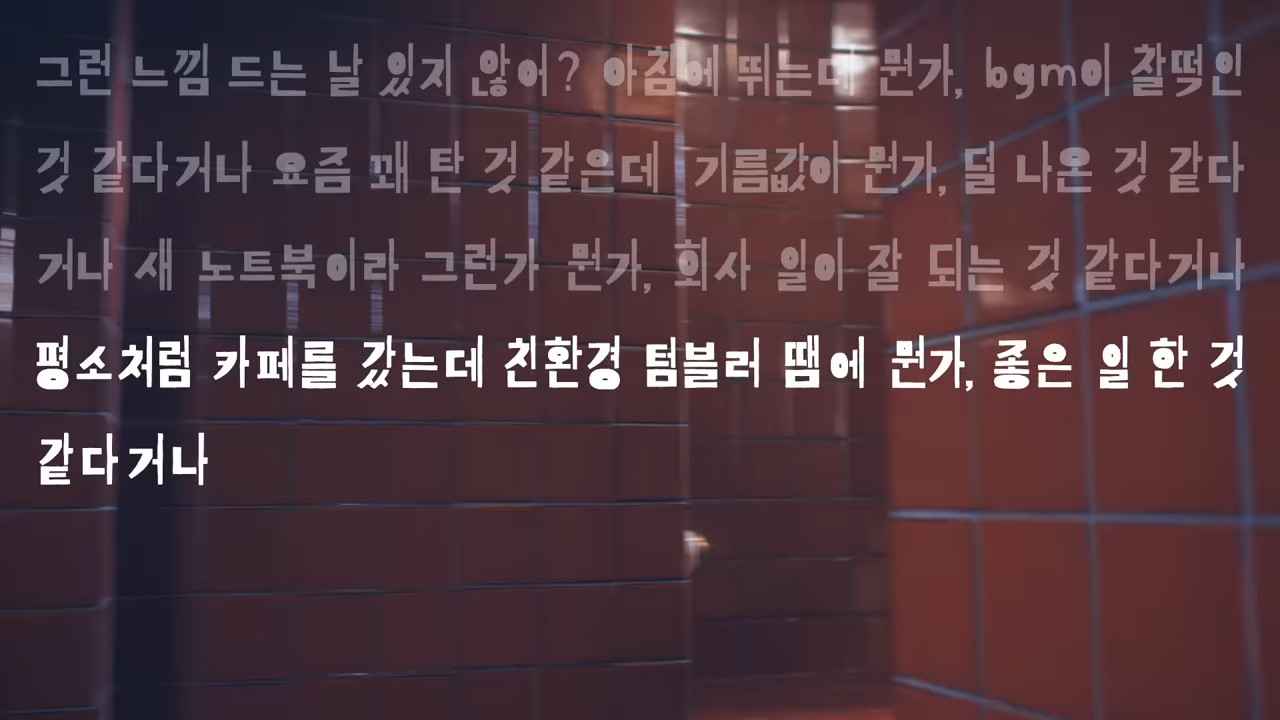 그런 느낌 드는 날 있지 않어? 아침에 뛰는데 뭔가, bgm이 찰떡인
것 같다거나 요즘 꽤 탄 것 같은데 기름값이 뭔가, 덜 나온 것 같다
거나 새 노트북이라 그런가 뭔가, 회사 일이 잘 되는 것 같다거나
평소처럼 카페를 갔는데 친환경 텀블러 땜에 뭔가, 좋은 일 한 것
같다거나